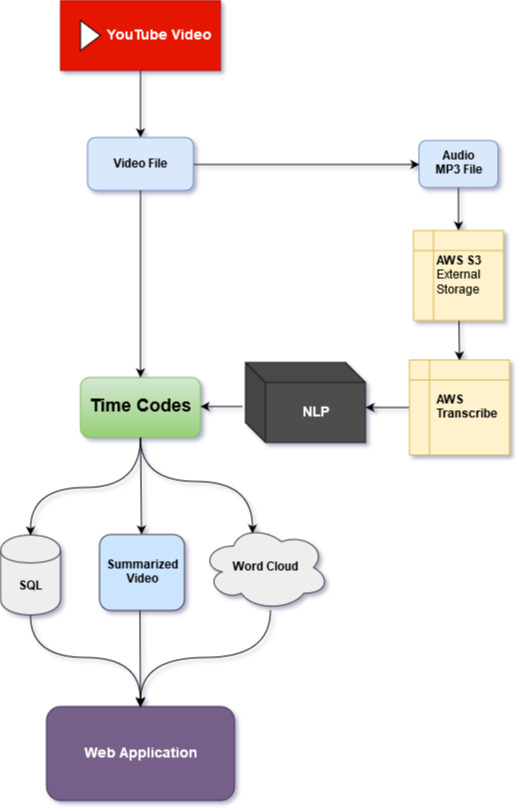 YouTube Video
Video File
Audio
MP3 File
AWS S3
External
Storage
AWS
Transcribe
NLP
Time Codes
SQL
Summarized
Video
Word Cloud
Web Application